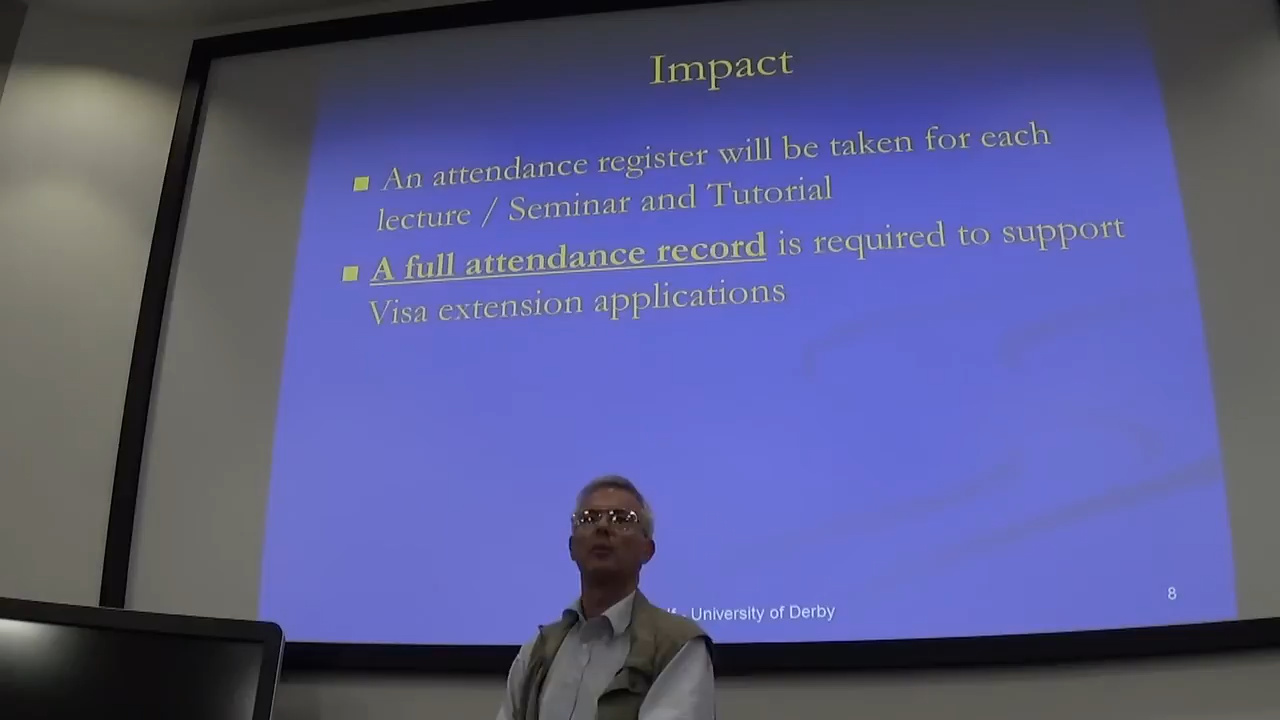 Impact
An attendance register will be taken for each
lecture / Seminar and Tutorial
A full attendance record is required to support
Visa extension applications
- University of Derby
8